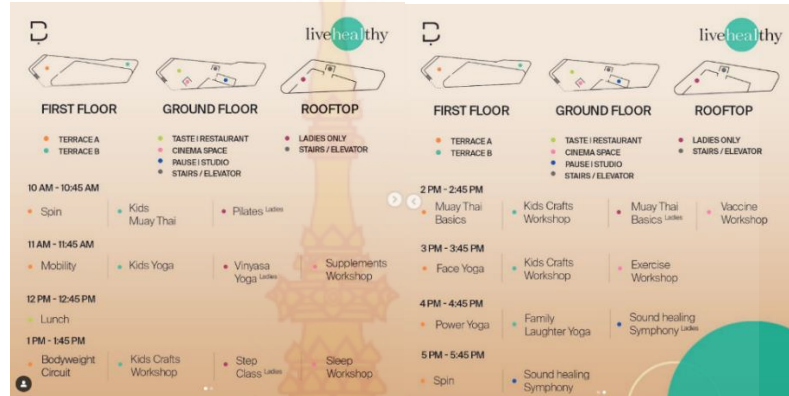 livehealthy
FIRST FLOOR
TERRACE A
TERRACE B
GROUND FLOOR
TASTE | RESTAURANT
CINEMA SPACE
PAUSE | STUDIO
STAIRS / ELEVATOR
ROOFTOP
LADIES ONLY
STAIRS / ELEVATOR
10 AM - 10:45 AM
Spin
Kids
Muay Thai
Pilates Ladies
11 AM - 11:45 AM
Mobility
Kids Yoga
Vinyasa
Yoga Ladies
Supplements
Workshop
12 PM - 12:45 PM
Lunch
1 PM - 1:45 PM
Bodyweight
Circuit
Kids Crafts
Workshop
Step
Class Ladies
Sleep
Workshop
livehealthy
FIRST FLOOR
TERRACE A
TERRACE B
GROUND FLOOR
TASTE | RESTAURANT
CINEMA SPACE
PAUSE | STUDIO
STAIRS / ELEVATOR
ROOFTOP
LADIES ONLY
STAIRS / ELEVATOR
2 PM - 2:45 PM
Muay Thai
Basics
Kids Crafts
Workshop
Muay Thai
Basics Ladies
Vaccine
Workshop
3 PM - 3:45 PM
Face Yoga
Kids Crafts
Workshop
Exercise
Workshop
4 PM - 4:45 PM
Power Yoga
Family
Laughter Yoga
Sound healing
Symphony Ladies
5 PM - 5:45 PM
Spin
Sound healing
Symphony